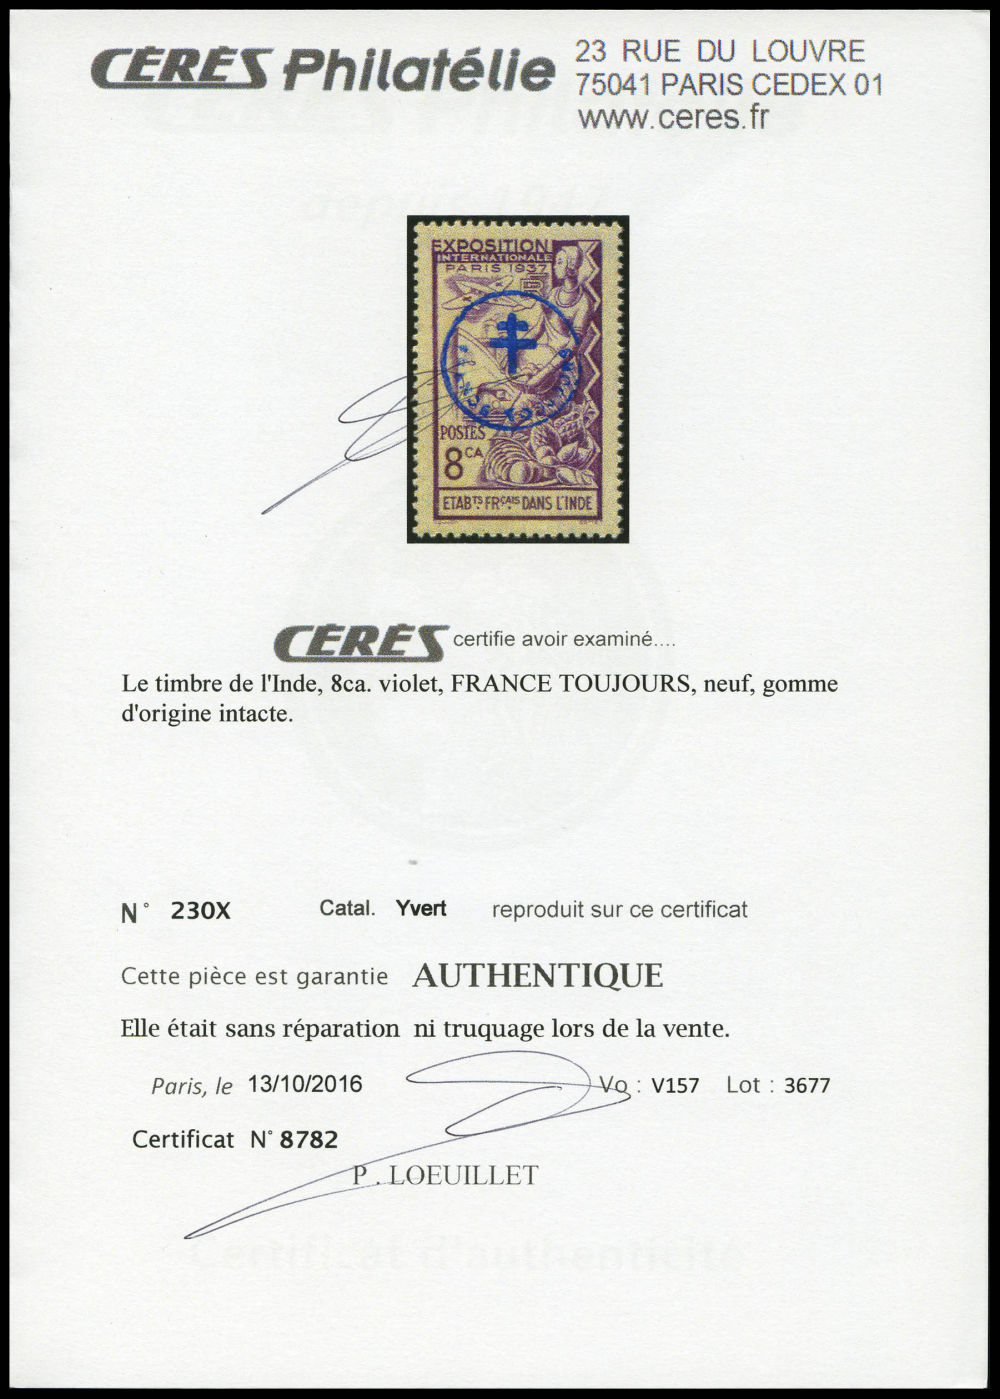 CÉRÈS Philatélie
23 RUE DU LOUVRE
75041 PARIS CEDEX 01
www.ceres.fr
EXPOSITION
INTERNATIONALE
PARIS 1937
TOUJOURS
POSTES
8CA
ETABTS FRÇAIS DANS L'INDE
CÉRÈS certifie avoir examiné....
Le timbre de l'Inde, 8ca. violet, FRANCE TOUJOURS, neuf, gomme
d'origine intacte.
N° 230X Catal. Yvert reproduit sur ce certificat
Cette pièce est garantie AUTHENTIQUE
Elle était sans réparation ni truquage lors de la vente.
Paris, le 13/10/2016 Vo : V157 Lot : 3677
Certificat N° 8782
P . LOEUILLET